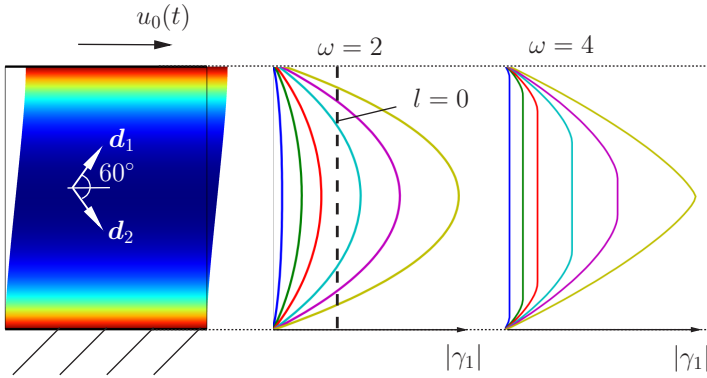 u₀(t)
ω = 2
ω = 4
l = 0
d₁
60°
d₂
|γ₁|
|γ₁|